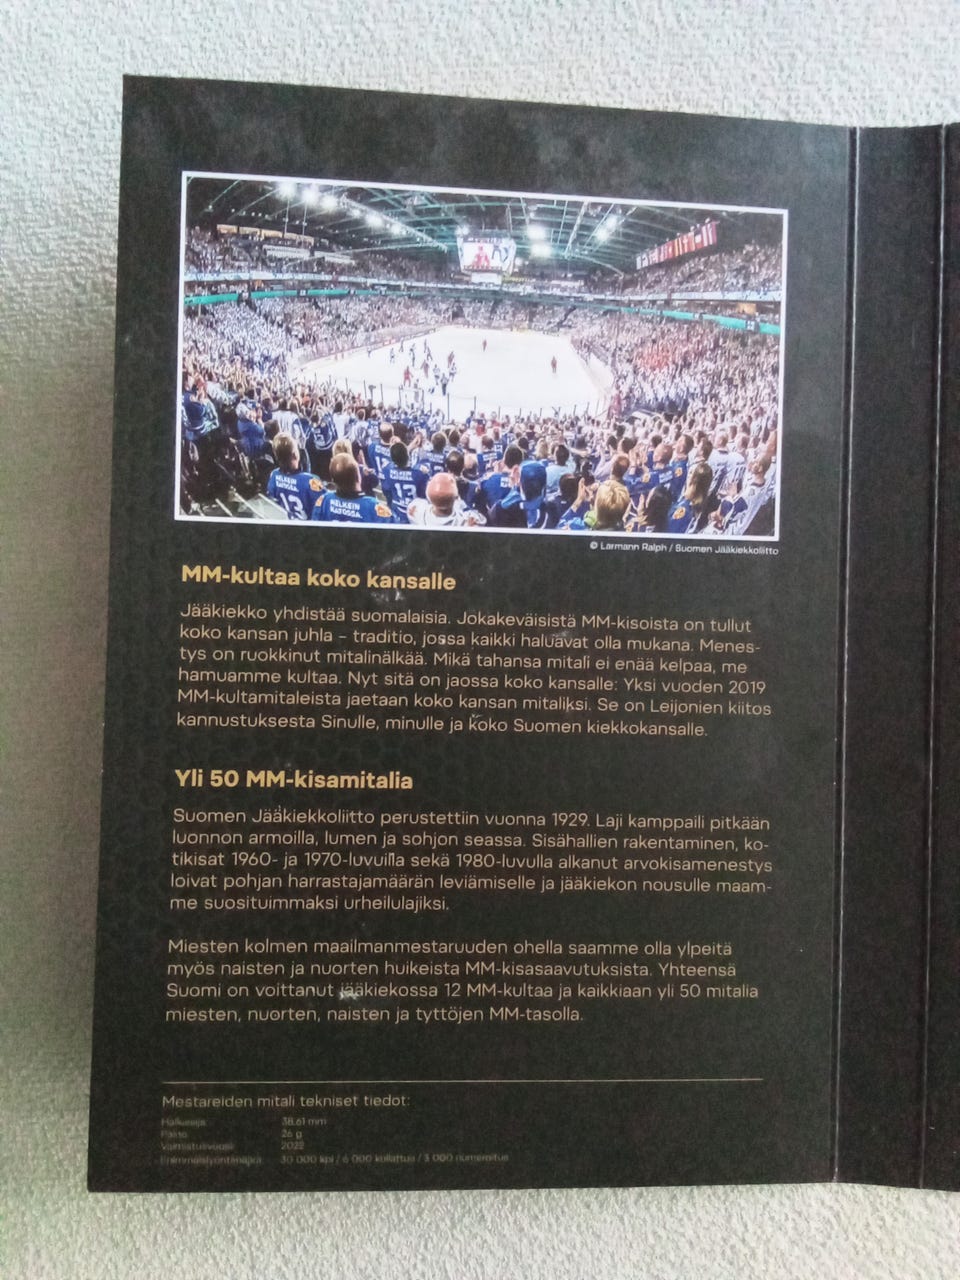 MELKEIN
KATOSSA.
13
MELKEIN
KATOSSA.
13
© Larmann Ralph / Suomen Jääkiekkoliitto
MM-kultaa koko kansalle
Jääkiekko yhdistää suomalaisia. Jokakeväisistä MM-kisoista on tullut
koko kansan juhla – traditio, jossa kaikki haluavat olla mukana. Menes-
tys on ruokkinut mitalinälkää. Mikä tahansa mitali ei enää kelpaa, me
hamuamme kultaa. Nyt sitä on jaossa koko kansalle: Yksi vuoden 2019
MM-kultamitaleista jaetaan koko kansan mitaliksi. Se on Leijonien kiitos
kannustuksesta Sinulle, minulle ja koko Suomen kiekkokansalle.
Yli 50 MM-kisamitalia
Suomen Jääkiekkoliitto perustettiin vuonna 1929. Laji kamppaili pitkään
luonnon armoilla, lumen ja sohjon seassa. Sisähallien rakentaminen, ko-
tikisat 1960- ja 1970-luvuilla sekä 1980-luvulla alkanut arvokisamenestys
loivat pohjan harrastajamäärän leviämiselle ja jääkiekon nousulle maam-
me suosituimmaksi urheilulajiksi.
Miesten kolmen maailmanmestaruuden ohella saamme olla ylpeitä
myös naisten ja nuorten huikeista MM-kisasaavutuksista. Yhteensä
Suomi on voittanut jääkiekossa 12 MM-kultaa ja kaikkiaan yli 50 mitalia
miesten, nuorten, naisten ja tyttöjen MM-tasolla.
Mestareiden mitali tekniset tiedot:
Halkaisija: 38,61 mm
Paino: 26 g
Valmistusvuosi: 2022
Enimmäislyöntimäärä: 30 000 kpl / 6 000 kullattua / 3 000 numeroitua